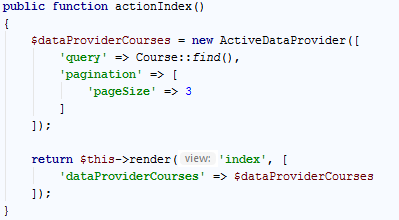 public function actionIndex()
{
    $dataProviderCourses = new ActiveDataProvider([
        'query' => Course::find(),
        'pagination' => [
            'pageSize' => 3
        ]
    ]);

    return $this->render( view: 'index', [
        'dataProviderCourses' => $dataProviderCourses
    ]);
}